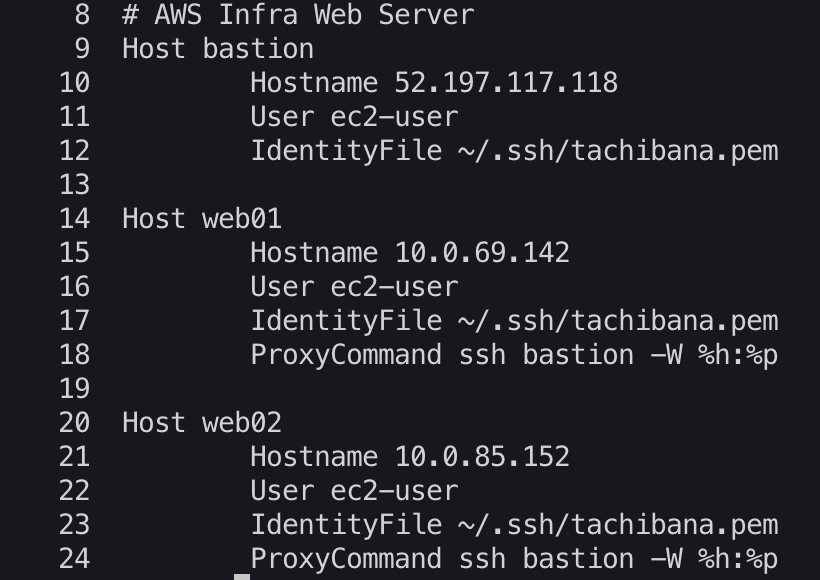 8 # AWS Infra Web Server
9 Host bastion
10 Hostname 52.197.117.118
11 User ec2-user
12 IdentityFile ~/.ssh/tachibana.pem
13
14 Host web01
15 Hostname 10.0.69.142
16 User ec2-user
17 IdentityFile ~/.ssh/tachibana.pem
18 ProxyCommand ssh bastion -W %h:%p
19
20 Host web02
21 Hostname 10.0.85.152
22 User ec2-user
23 IdentityFile ~/.ssh/tachibana.pem
24 ProxyCommand ssh bastion -W %h:%p